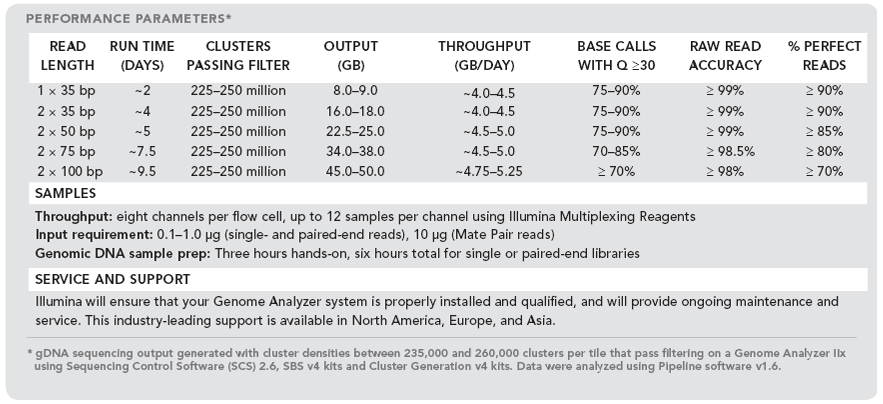 PERFORMANCE PARAMETERS*
READ LENGTH RUN TIME (DAYS) CLUSTERS PASSING FILTER OUTPUT (GB) THROUGHPUT (GB/DAY) BASE CALLS WITH Q ≥30 RAW READ ACCURACY % PERFECT READS
1 × 35 bp ~2 225–250 million 8.0–9.0 ~4.0–4.5 75–90% ≥ 99% ≥ 90%
2 × 35 bp ~4 225–250 million 16.0–18.0 ~4.0–4.5 75–90% ≥ 99% ≥ 90%
2 × 50 bp ~5 225–250 million 22.5–25.0 ~4.5–5.0 75–90% ≥ 99% ≥ 85%
2 × 75 bp ~7.5 225–250 million 34.0–38.0 ~4.5–5.0 70–85% ≥ 98.5% ≥ 80%
2 × 100 bp ~9.5 225–250 million 45.0–50.0 ~4.75–5.25 ≥ 70% ≥ 98% ≥ 70%
SAMPLES
Throughput: eight channels per flow cell, up to 12 samples per channel using Illumina Multiplexing Reagents
Input requirement: 0.1–1.0 µg (single- and paired-end reads), 10 µg (Mate Pair reads)
Genomic DNA sample prep: Three hours hands-on, six hours total for single or paired-end libraries
SERVICE AND SUPPORT
Illumina will ensure that your Genome Analyzer system is properly installed and qualified, and will provide ongoing maintenance and
service. This industry-leading support is available in North America, Europe, and Asia.
* gDNA sequencing output generated with cluster densities between 235,000 and 260,000 clusters per tile that pass filtering on a Genome Analyzer IIx
using Sequencing Control Software (SCS) 2.6, SBS v4 kits and Cluster Generation v4 kits. Data were analyzed using Pipeline software v1.6.